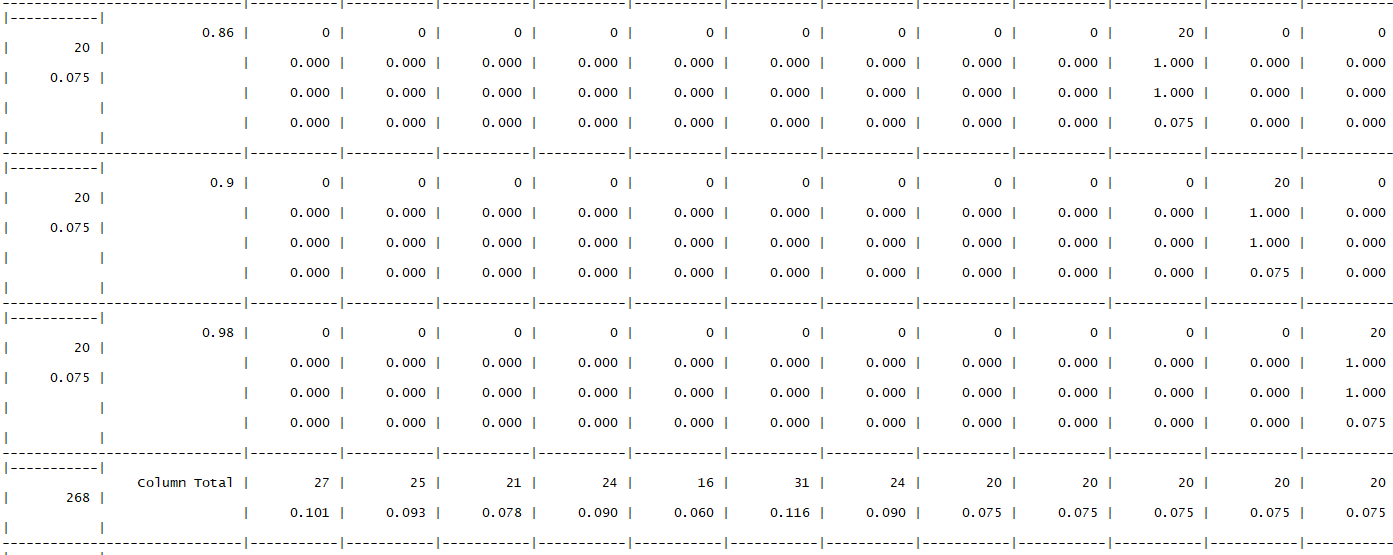 --------------------------|----------|----------|----------|----------|----------|----------|----------|----------|----------|----------|----------|----------
|-----------|
0.86 | 0 | 0 | 0 | 0 | 0 | 0 | 0 | 0 | 0 | 20 | 0 | 0
| 20 |
| 0.000 | 0.000 | 0.000 | 0.000 | 0.000 | 0.000 | 0.000 | 0.000 | 0.000 | 1.000 | 0.000 | 0.000
| 0.075 |
| 0.000 | 0.000 | 0.000 | 0.000 | 0.000 | 0.000 | 0.000 | 0.000 | 0.000 | 1.000 | 0.000 | 0.000
| |
| 0.000 | 0.000 | 0.000 | 0.000 | 0.000 | 0.000 | 0.000 | 0.000 | 0.000 | 0.075 | 0.000 | 0.000
| |
--------------------------|----------|----------|----------|----------|----------|----------|----------|----------|----------|----------|----------|----------
|-----------|
0.9 | 0 | 0 | 0 | 0 | 0 | 0 | 0 | 0 | 0 | 0 | 20 | 0
| 20 |
| 0.000 | 0.000 | 0.000 | 0.000 | 0.000 | 0.000 | 0.000 | 0.000 | 0.000 | 0.000 | 1.000 | 0.000
| 0.075 |
| 0.000 | 0.000 | 0.000 | 0.000 | 0.000 | 0.000 | 0.000 | 0.000 | 0.000 | 0.000 | 1.000 | 0.000
| |
| 0.000 | 0.000 | 0.000 | 0.000 | 0.000 | 0.000 | 0.000 | 0.000 | 0.000 | 0.000 | 0.075 | 0.000
| |
--------------------------|----------|----------|----------|----------|----------|----------|----------|----------|----------|----------|----------|----------
|-----------|
0.98 | 0 | 0 | 0 | 0 | 0 | 0 | 0 | 0 | 0 | 0 | 0 | 20
| 20 |
| 0.000 | 0.000 | 0.000 | 0.000 | 0.000 | 0.000 | 0.000 | 0.000 | 0.000 | 0.000 | 0.000 | 1.000
| 0.075 |
| 0.000 | 0.000 | 0.000 | 0.000 | 0.000 | 0.000 | 0.000 | 0.000 | 0.000 | 0.000 | 0.000 | 1.000
| |
| 0.000 | 0.000 | 0.000 | 0.000 | 0.000 | 0.000 | 0.000 | 0.000 | 0.000 | 0.000 | 0.000 | 0.075
| |
--------------------------|----------|----------|----------|----------|----------|----------|----------|----------|----------|----------|----------|----------
|-----------|
Column Total | 27 | 25 | 21 | 24 | 16 | 31 | 24 | 20 | 20 | 20 | 20 | 20
| 268 |
| 0.101 | 0.093 | 0.078 | 0.090 | 0.060 | 0.116 | 0.090 | 0.075 | 0.075 | 0.075 | 0.075 | 0.075
| |
--------------------------|----------|----------|----------|----------|----------|----------|----------|----------|----------|----------|----------|----------